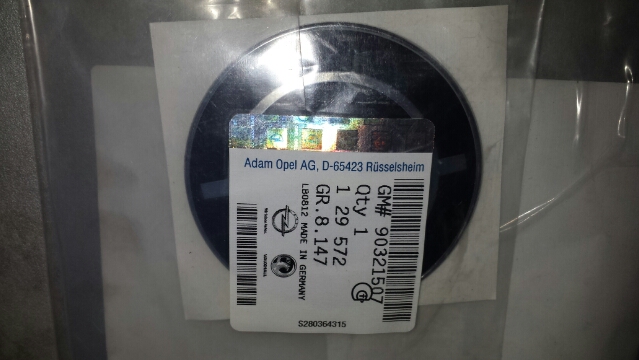 Adam Opel AG, D-65423 Rüsselsheim
GM# 90321507
Qty 1
1 29 572
GR.8.147
LB0812 MADE IN GERMANY
S280364315